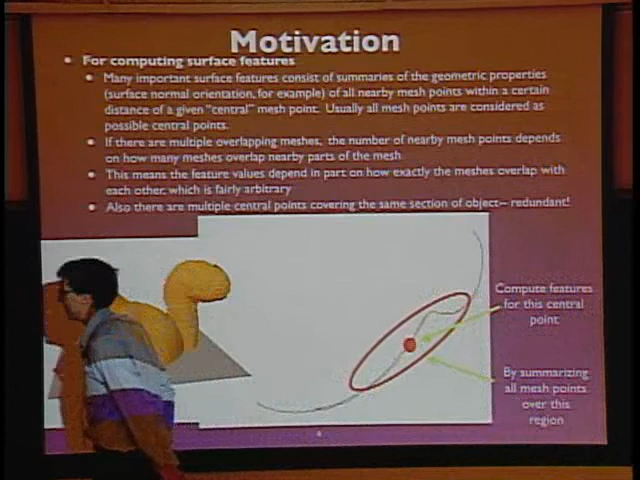 Motivation
• For computing surface features
• Many important surface features consist of summaries of the geometric properties
(surface normal orientation, for example) of all nearby mesh points within a certain
distance of a given "central" mesh point. Usually all mesh points are considered as
possible central points.
• If there are multiple overlapping meshes, the number of nearby mesh points depends
on how many meshes overlap nearby parts of the mesh
• This means the feature values depend in part on how exactly the meshes overlap with
each other, which is fairly arbitrary
• Also there are multiple central points covering the same section of object-- redundant!
Compute features
for this central
point
By summarizing
all mesh points
over this
region